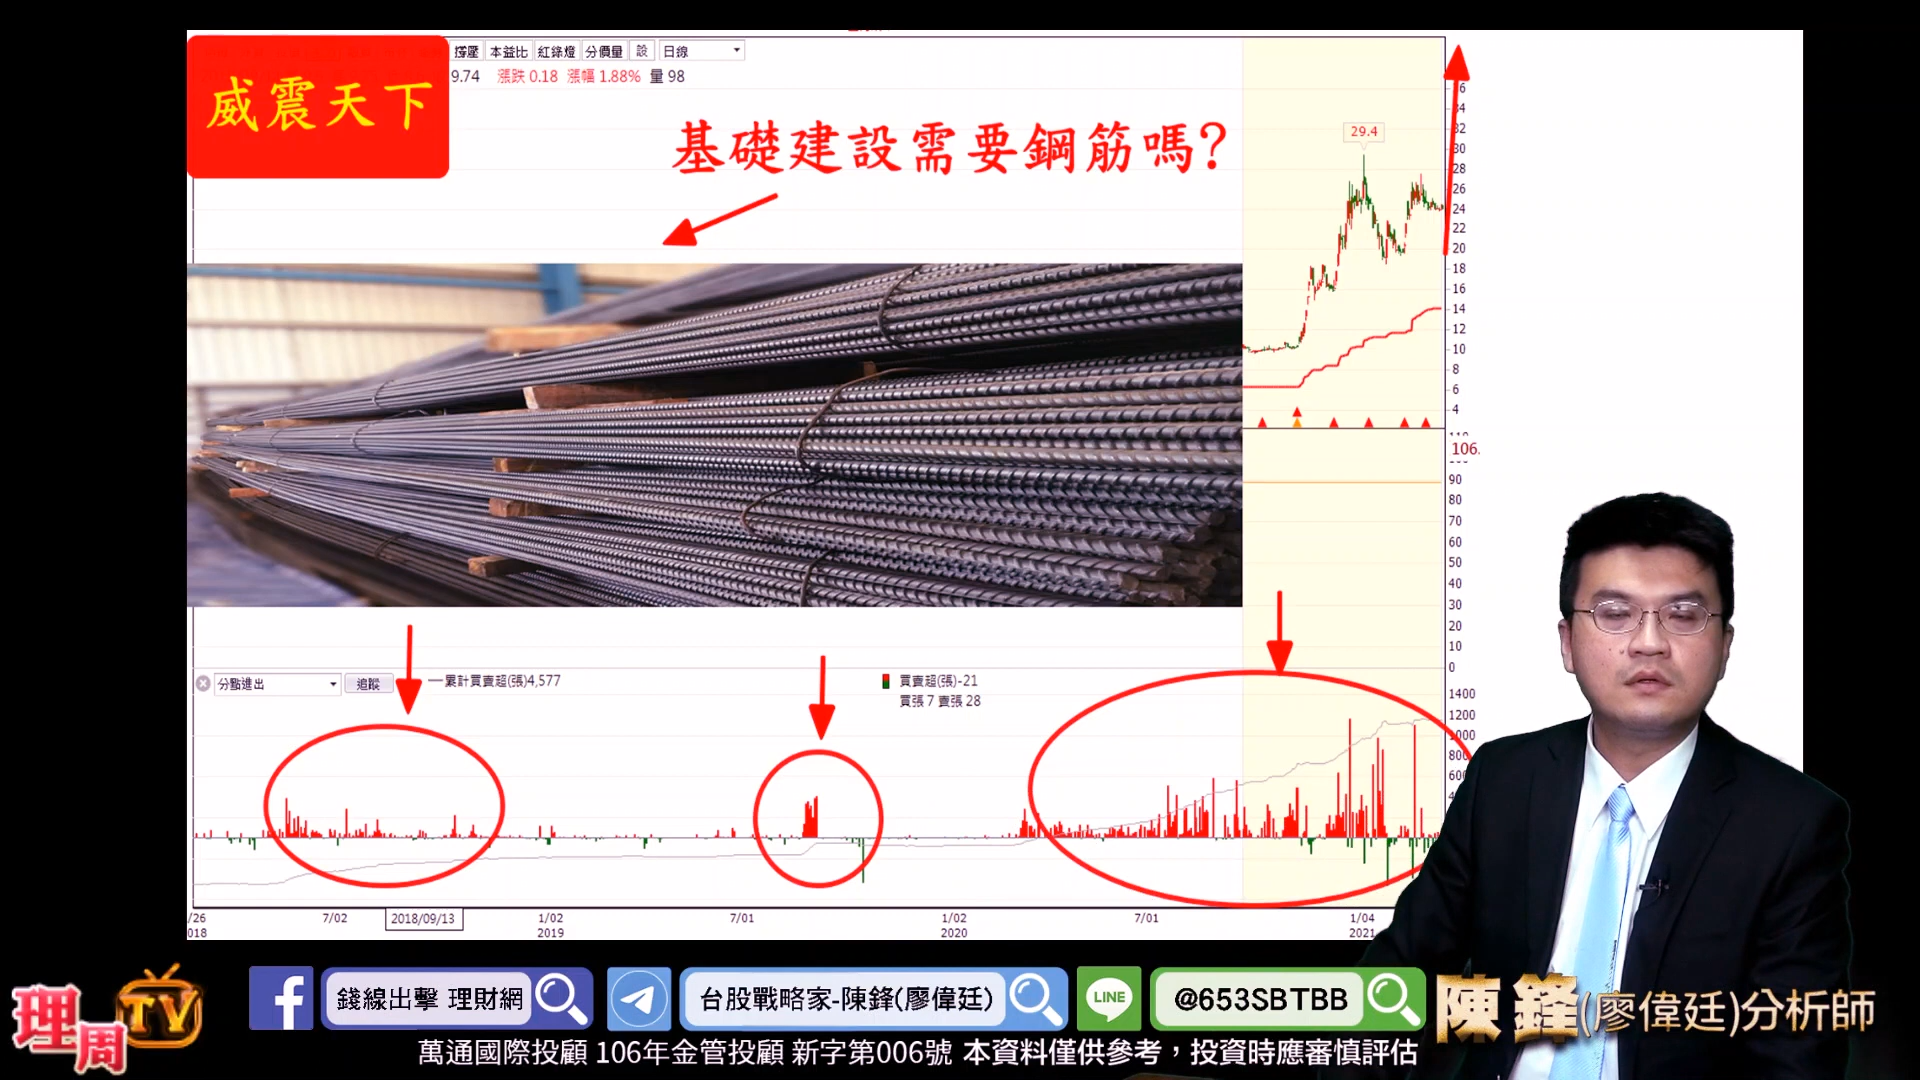 威震天下
撐壓 本益比 紅綠燈 分價量 設 日線
9.74 漲跌 0.18 漲幅 1.88% 量 98
基礎建設需要鋼筋嗎?
29.4
34
32
30
28
26
24
22
20
18
16
14
12
10
8
6
4
106.
90
80
70
60
50
40
30
20
10
0
分點進出 追蹤 累計買賣超(張)4,577 買賣超(張)-21
買張 7 賣張 28
1400
1200
1000
800
600
/26 7/02 2018/09/13 1/02 7/01 1/02 7/01 1/04
018 2019 2020 2021
理周TV
f 錢線出擊 理財網 台股戰略家-陳鋒(廖偉廷) LINE @653SBTBB
陳鋒(廖偉廷)分析師
萬通國際投顧 106年金管投顧 新字第006號 本資料僅供參考，投資時應審慎評估